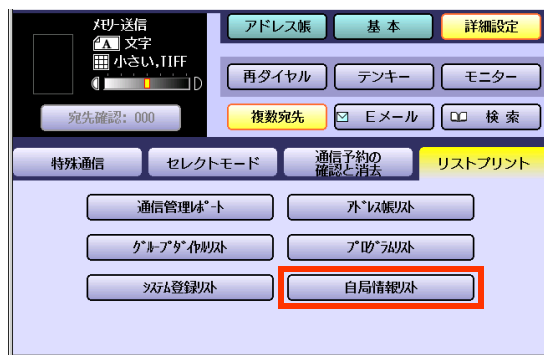 ﾒﾓﾘｰ送信
A 文字
小さい,TIFF
D
宛先確認: 000
アドレス帳
基 本
詳細設定
再ダイヤル
テンキー
モニター
複数宛先
Eメール
検 索
特殊通信
セレクトモード
通信予約の
確認と消去
リストプリント
通信管理ﾚﾎﾟｰﾄ
ｱﾄﾞﾚｽ帳ﾘｽﾄ
ｸﾞﾙｰﾌﾟﾀﾞｲﾔﾙﾘｽﾄ
ﾌﾟﾛｸﾞﾗﾑﾘｽﾄ
ｼｽﾃﾑ登録ﾘｽﾄ
自局情報ﾘｽﾄ